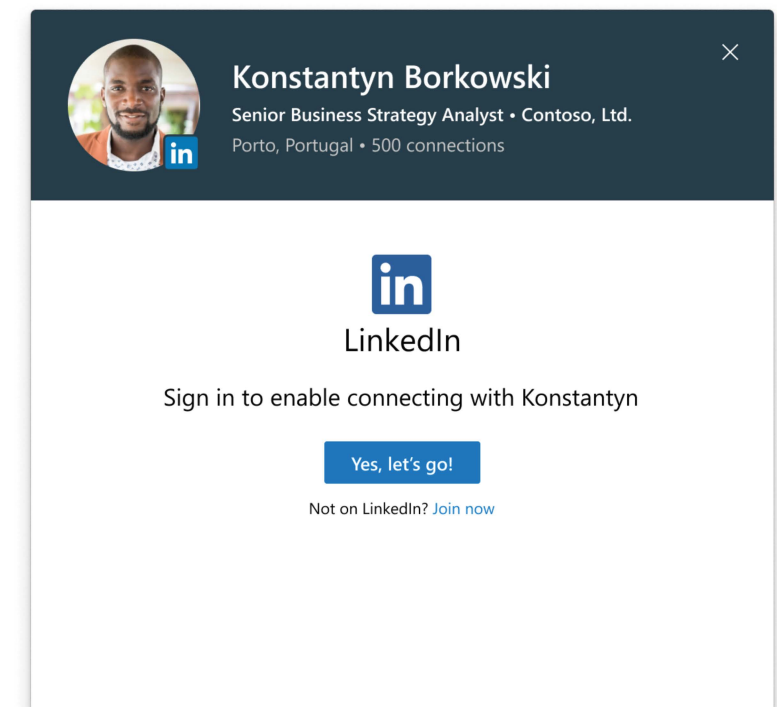 Konstantyn Borkowski
Senior Business Strategy Analyst • Contoso, Ltd.
Porto, Portugal • 500 connections
in
in
LinkedIn
Sign in to enable connecting with Konstantyn
Yes, let’s go!
Not on LinkedIn? Join now